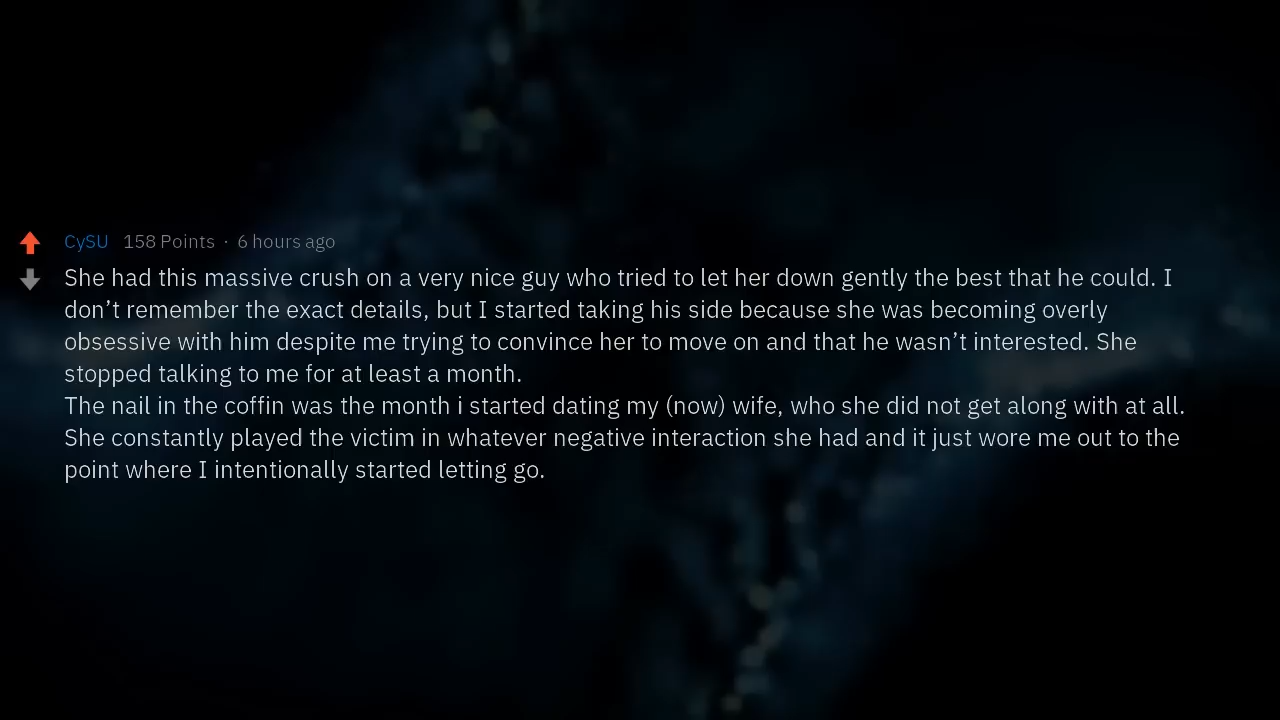 CySU 158 Points · 6 hours ago
She had this massive crush on a very nice guy who tried to let her down gently the best that he could. I
don’t remember the exact details, but I started taking his side because she was becoming overly
obsessive with him despite me trying to convince her to move on and that he wasn’t interested. She
stopped talking to me for at least a month.
The nail in the coffin was the month i started dating my (now) wife, who she did not get along with at all.
She constantly played the victim in whatever negative interaction she had and it just wore me out to the
point where I intentionally started letting go.